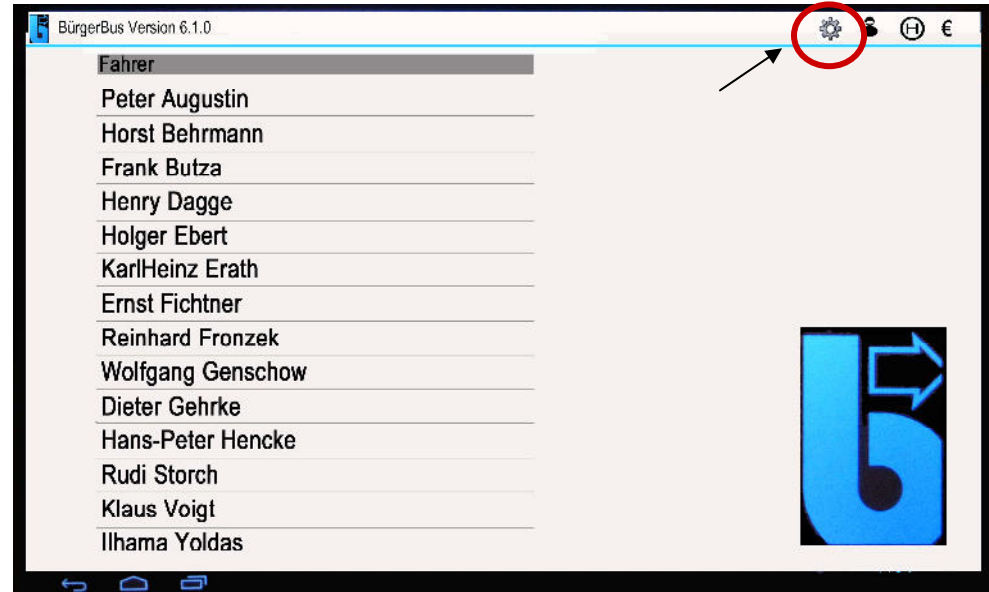 BürgerBus Version 6.1.0
H €
Fahrer
Peter Augustin
Horst Behrmann
Frank Butza
Henry Dagge
Holger Ebert
KarlHeinz Erath
Ernst Fichtner
Reinhard Fronzek
Wolfgang Genschow
Dieter Gehrke
Hans-Peter Hencke
Rudi Storch
Klaus Voigt
Ilhama Yoldas